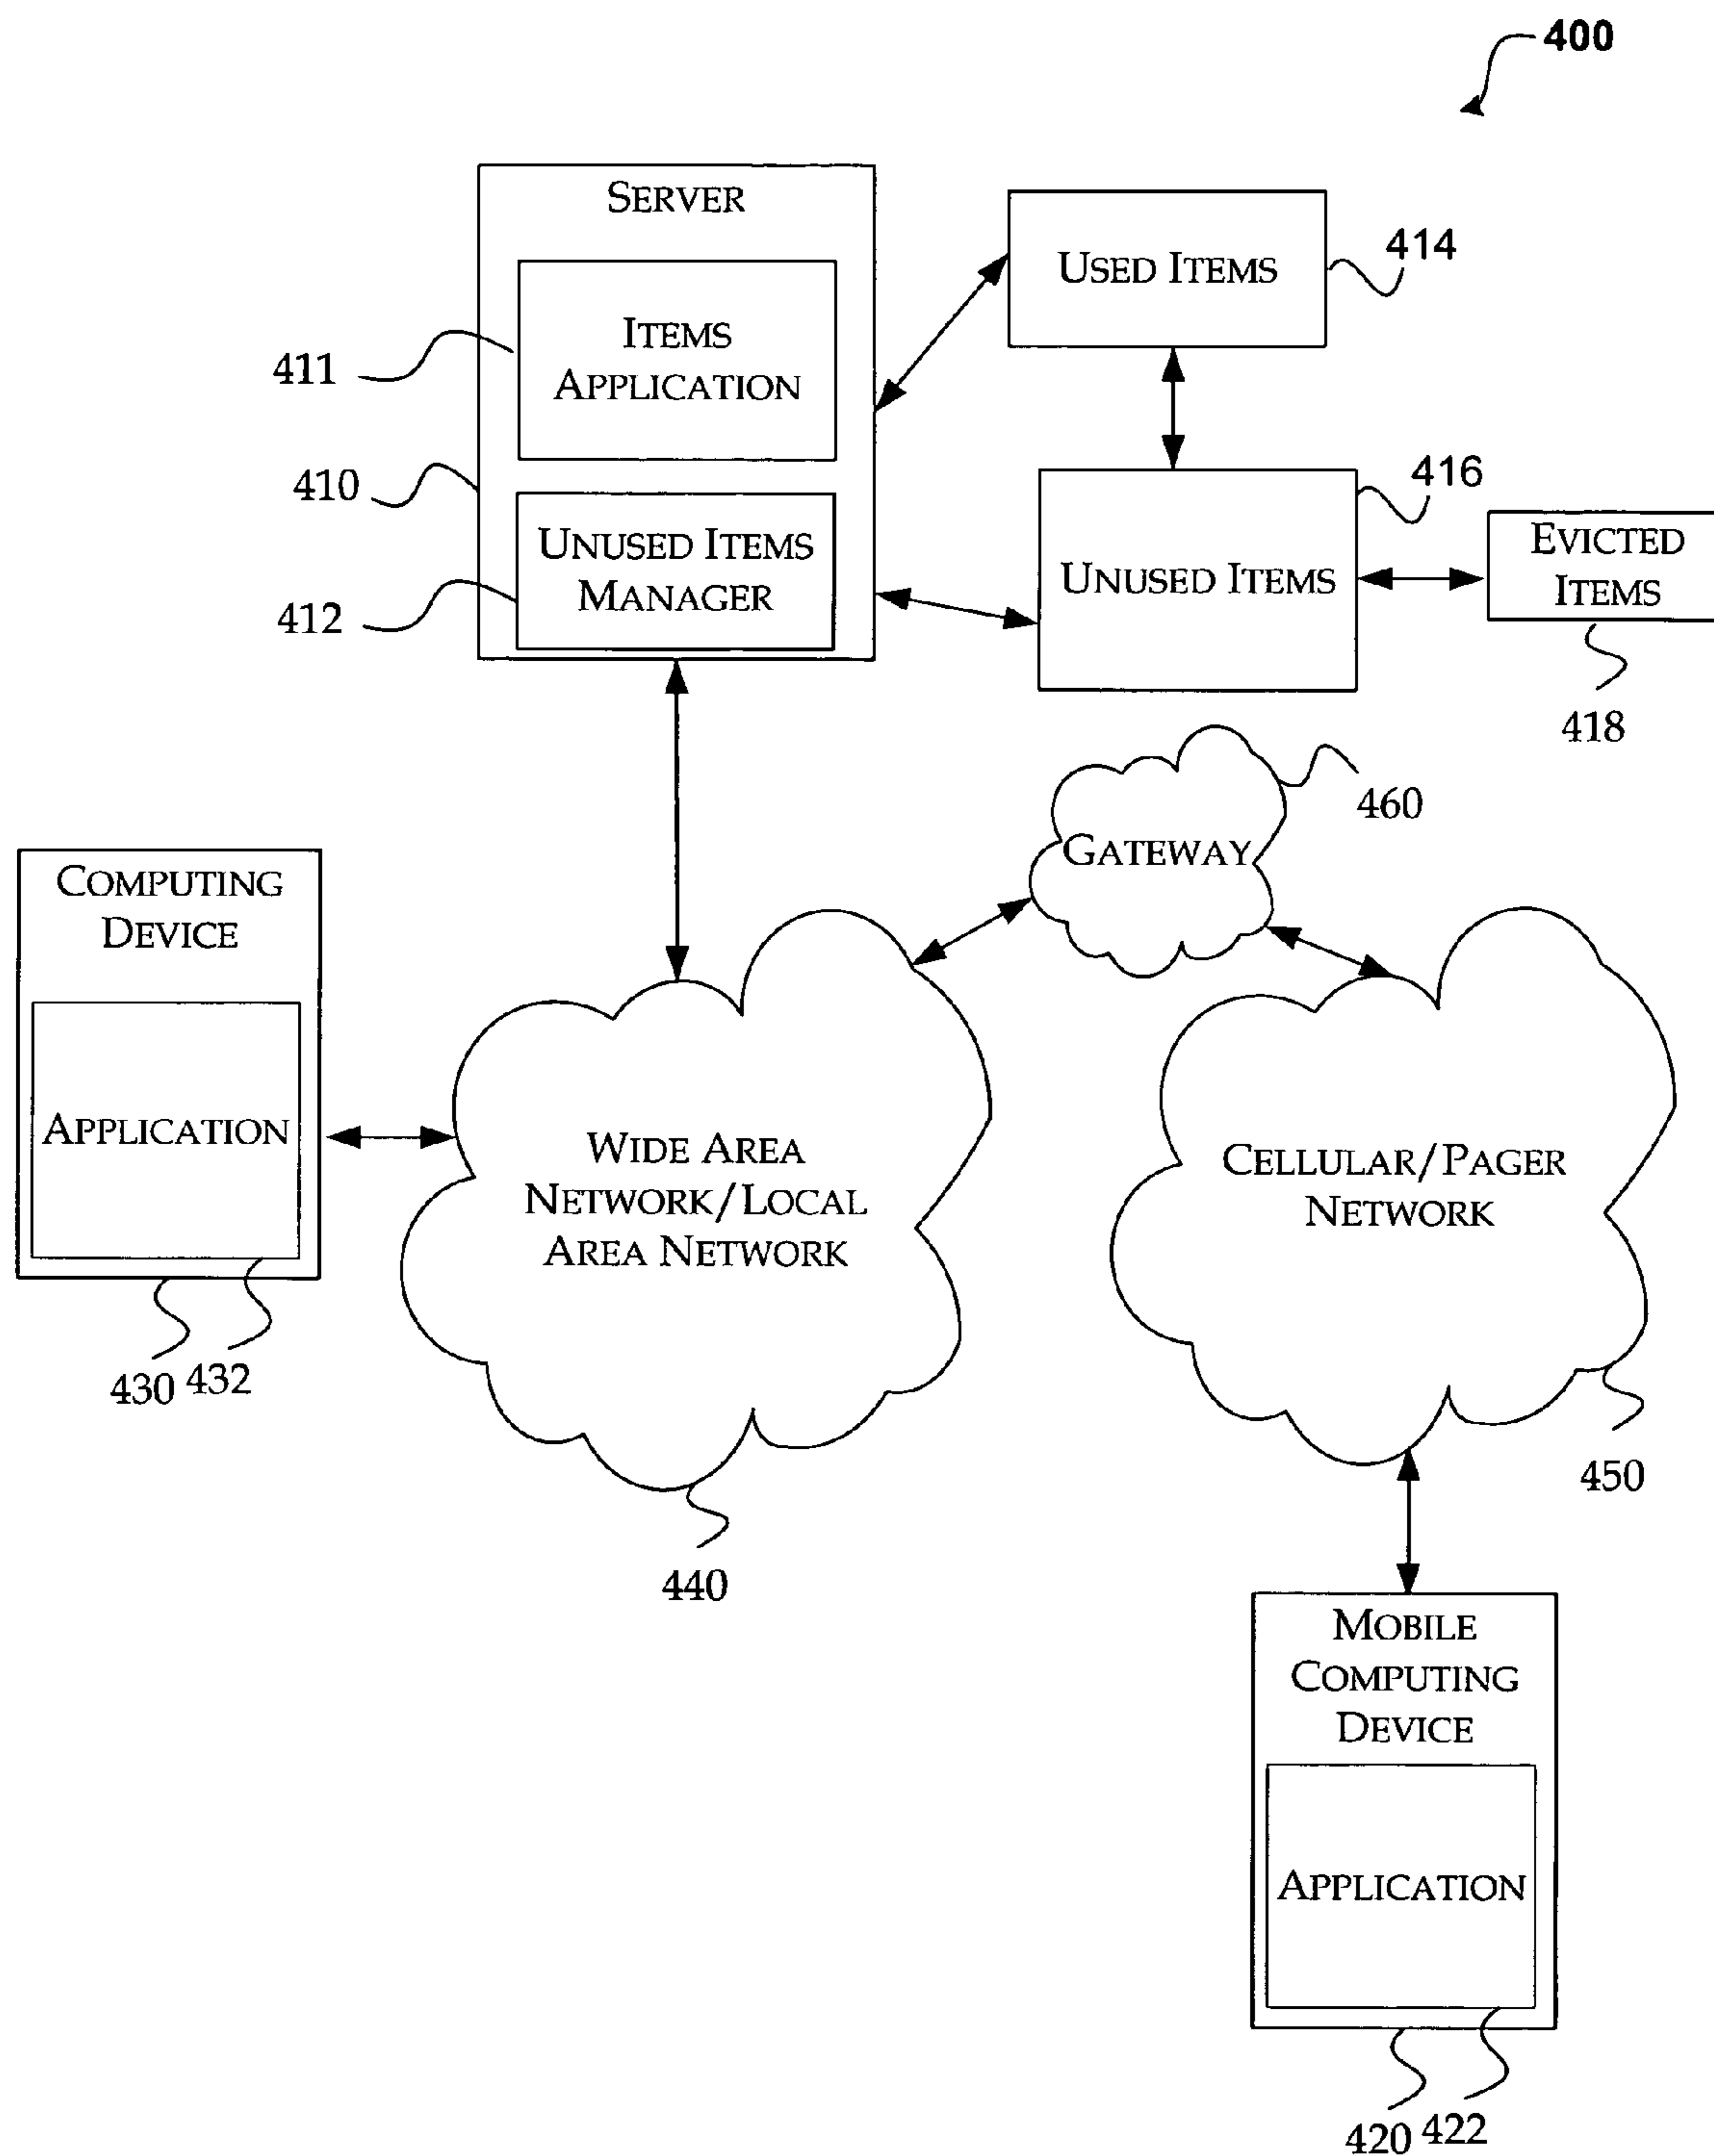 400
SERVER
ITEMS
APPLICATION
411
410
UNUSED ITEMS
MANAGER
412
USED ITEMS
414
UNUSED ITEMS
416
EVICTED
ITEMS
418
GATEWAY
460
COMPUTING
DEVICE
APPLICATION
430
432
WIDE AREA
NETWORK/LOCAL
AREA NETWORK
440
CELLULAR/PAGER
NETWORK
450
MOBILE
COMPUTING
DEVICE
APPLICATION
420
422